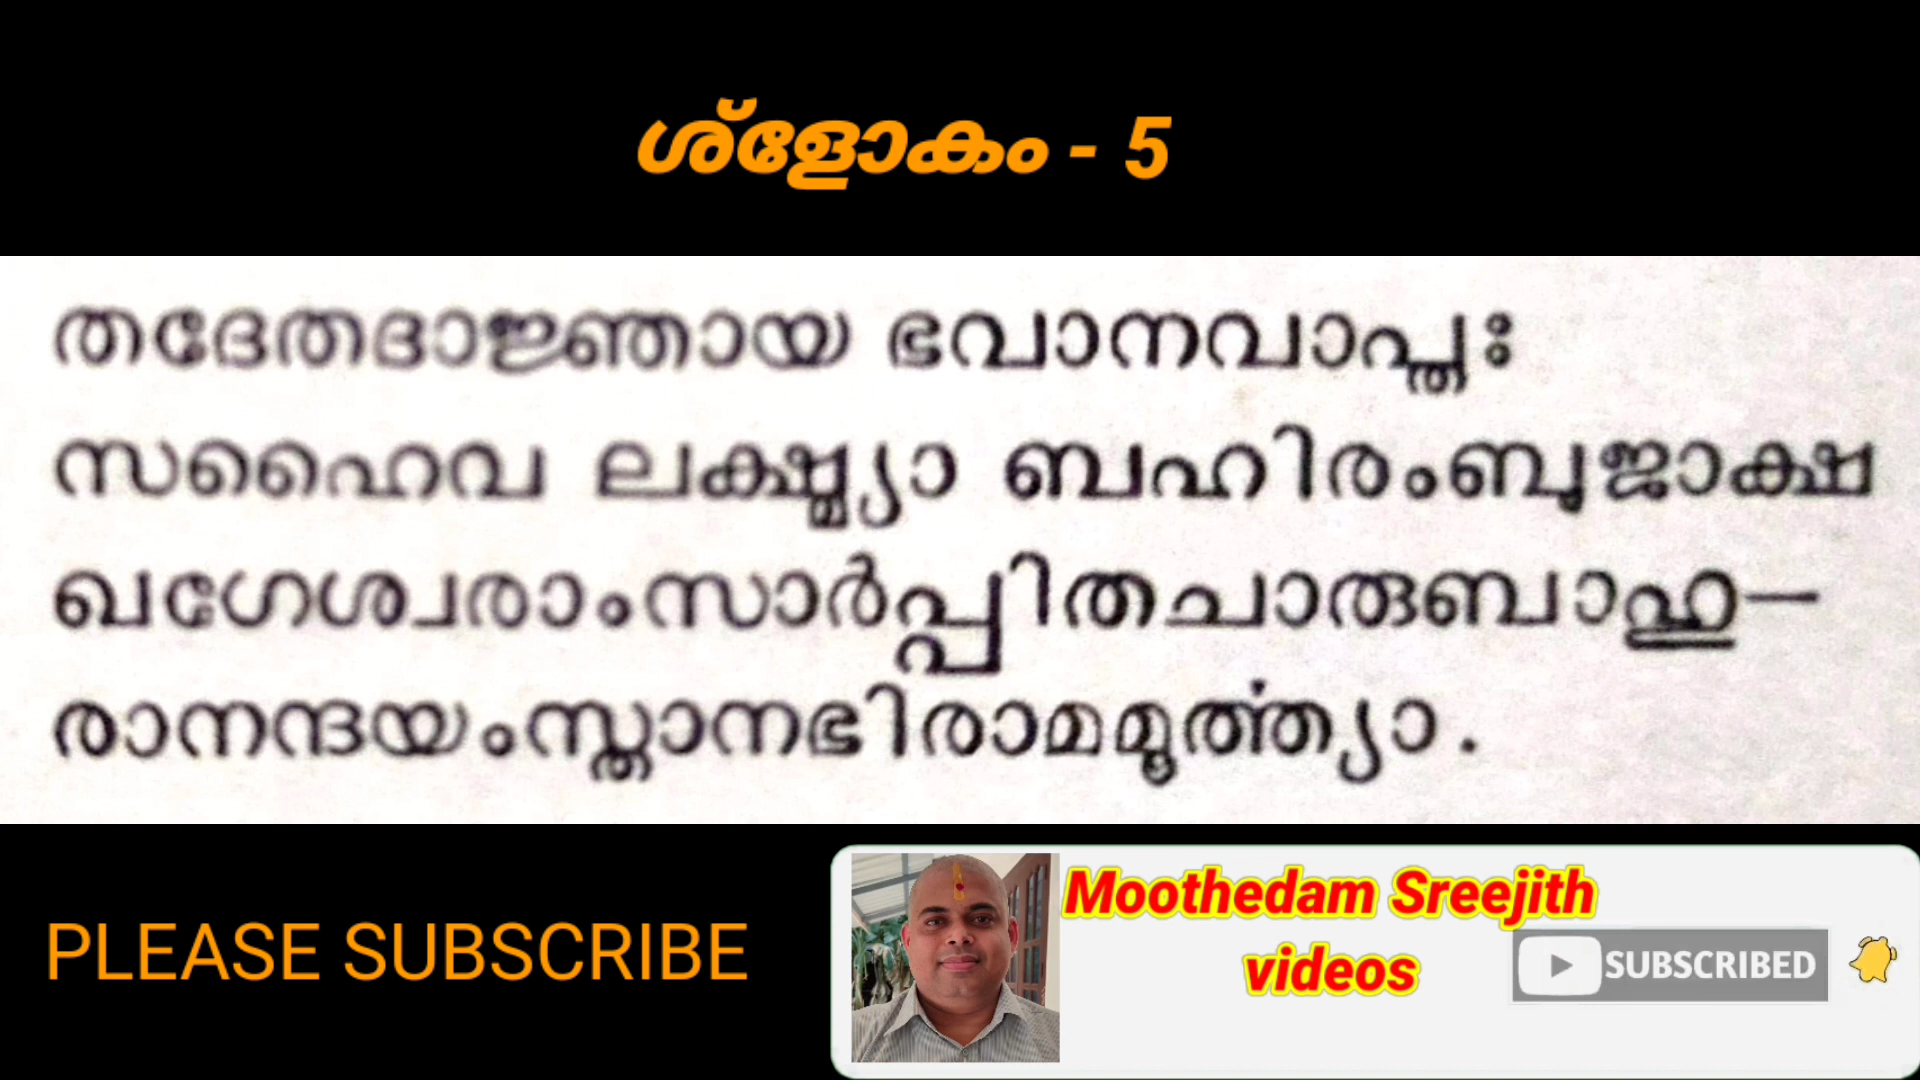 ശ്ളോകം - 5
തദേതദാജ്ഞായ ഭവാനവാപ്തഃ
സഹൈവ ലക്ഷ്മ്യാ ബഹിരംബുജാക്ഷ
ഖഗേശ്വരാംസാർപ്പിതചാരുബാഹു—
രാനന്ദയംസ്താനഭിരാമമൂൎത്ത്യാ.
PLEASE SUBSCRIBE
Moothedam Sreejith
videos
SUBSCRIBED